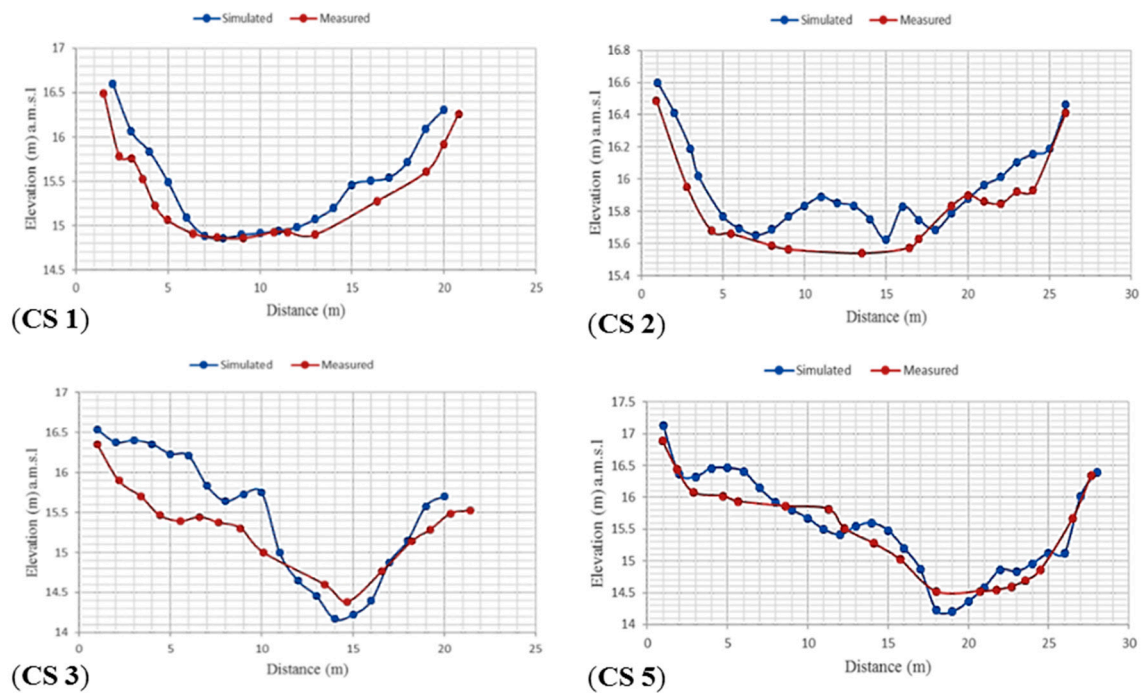 Simulated Measured
17
16.5
16
15.5
15
14.5
0 5 10 15 20 25
Elevation (m) a.m.s.l
Distance (m)
(CS 1)
Simulated Measured
16.8
16.6
16.4
16.2
16
15.8
15.6
15.4
0 5 10 15 20 25 30
Elevation (m) a.m.s.l
Distance (m)
(CS 2)
Simulated Measured
17
16.5
16
15.5
15
14.5
14
0 5 10 15 20 25
Elevation (m) a.m.s.l
Distance (m)
(CS 3)
Simulated Measured
17.5
17
16.5
16
15.5
15
14.5
14
0 5 10 15 20 25 30
Elevation (m) a.m.s.l
Distance (m)
(CS 5)